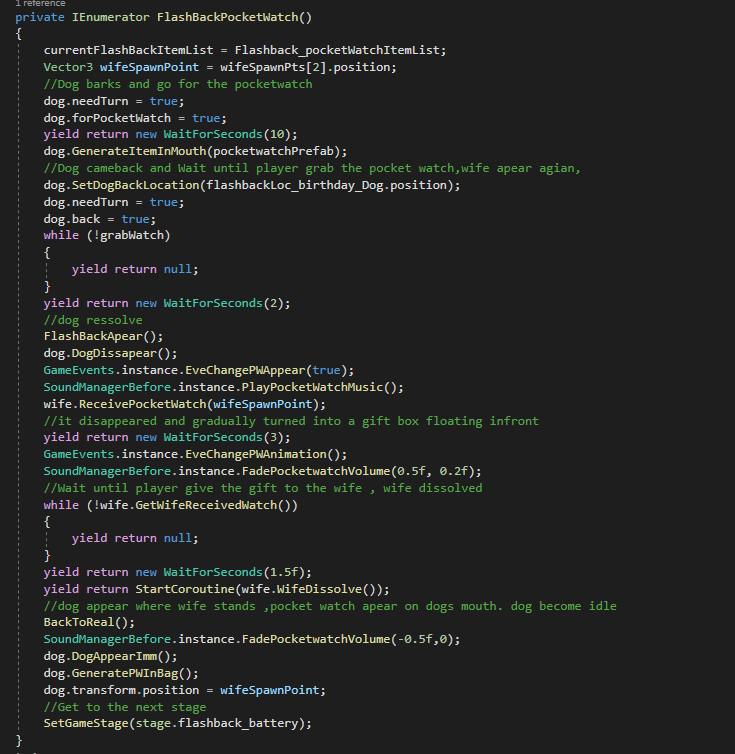 1 reference
private IEnumerator FlashBackPocketWatch()
{
currentFlashBackItemList = Flashback_pocketWatchItemList;
Vector3 wifeSpawnPoint = wifeSpawnPts[2].position;
//Dog barks and go for the pocketwatch
dog.needTurn = true;
dog.forPocketWatch = true;
yield return new WaitForSeconds(10);
dog.GenerateItemInMouth(pocketwatchPrefab);
//Dog cameback and Wait until player grab the pocket watch,wife apear agian,
dog.SetDogBackLocation(flashbackLoc_birthday_Dog.position);
dog.needTurn = true;
dog.back = true;
while (!grabWatch)
{
yield return null;
}
yield return new WaitForSeconds(2);
//dog ressolve
FlashBackApear();
dog.DogDissapear();
GameEvents.instance.EveChangePWAppear(true);
SoundManagerBefore.instance.PlayPocketWatchMusic();
wife.ReceivePocketWatch(wifeSpawnPoint);
//it disappeared and gradually turned into a gift box floating infront
yield return new WaitForSeconds(3);
GameEvents.instance.EveChangePWAnimation();
SoundManagerBefore.instance.FadePocketwatchVolume(0.5f, 0.2f);
//Wait until player give the gift to the wife , wife dissolved
while (!wife.GetWifeReceivedWatch())
{
yield return null;
}
yield return new WaitForSeconds(1.5f);
yield return StartCoroutine(wife.WifeDissolve());
//dog appear where wife stands ,pocket watch apear on dogs mouth. dog become idle
BackToReal();
SoundManagerBefore.instance.FadePocketwatchVolume(-0.5f,0);
dog.DogAppearImm();
dog.GeneratePWInBag();
dog.transform.position = wifeSpawnPoint;
//Get to the next stage
SetGameStage(stage.flashback_battery);
}